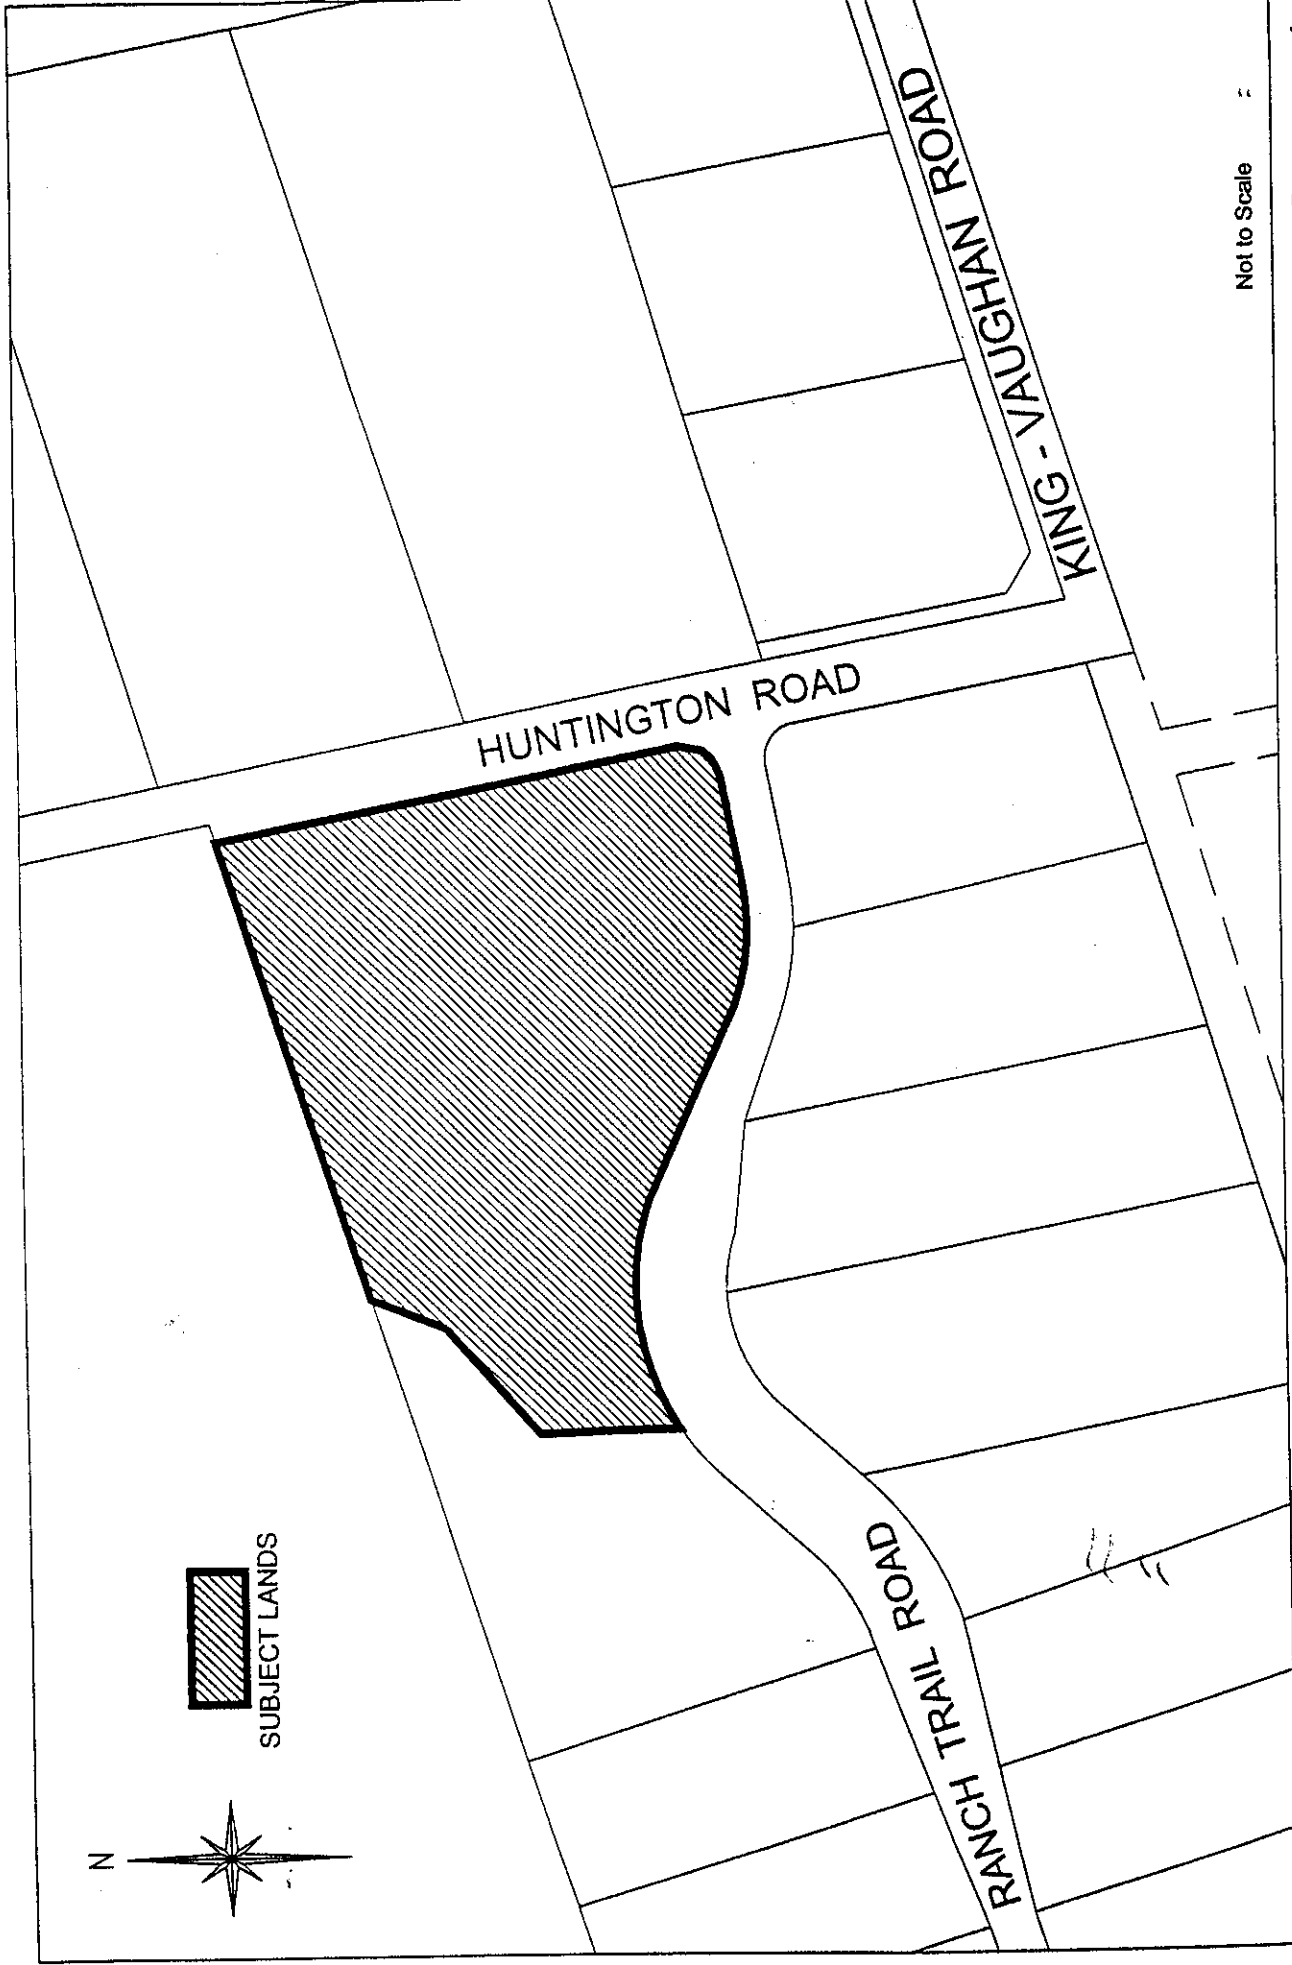 N
SUBJECT LANDS
HUNTINGTON ROAD
KING - VAUGHAN ROAD
RANCH TRAIL ROAD
Not to Scale